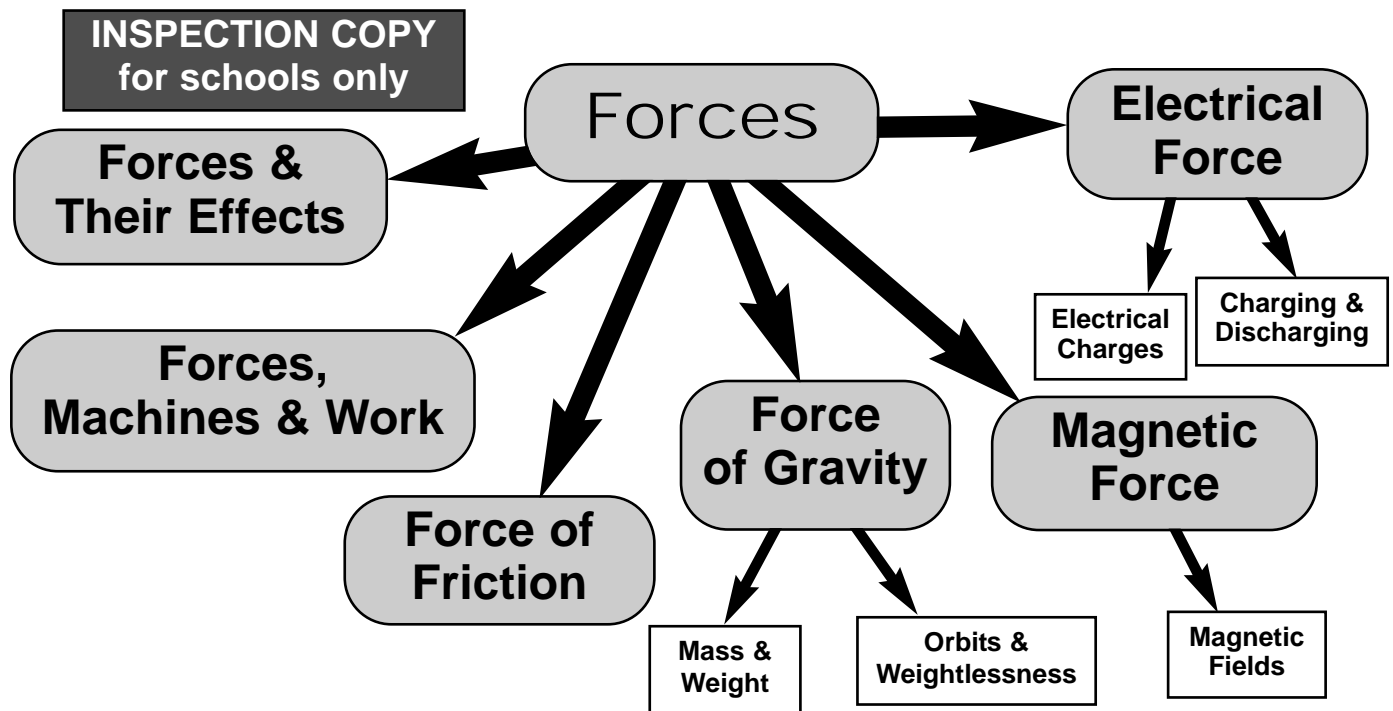 INSPECTION COPY
for schools only
Forces
Electrical
Force
Forces &
Their Effects
Electrical
Charges
Charging &
Discharging
Forces,
Machines & Work
Force
of Gravity
Magnetic
Force
Force of
Friction
Mass &
Weight
Orbits &
Weightlessness
Magnetic
Fields